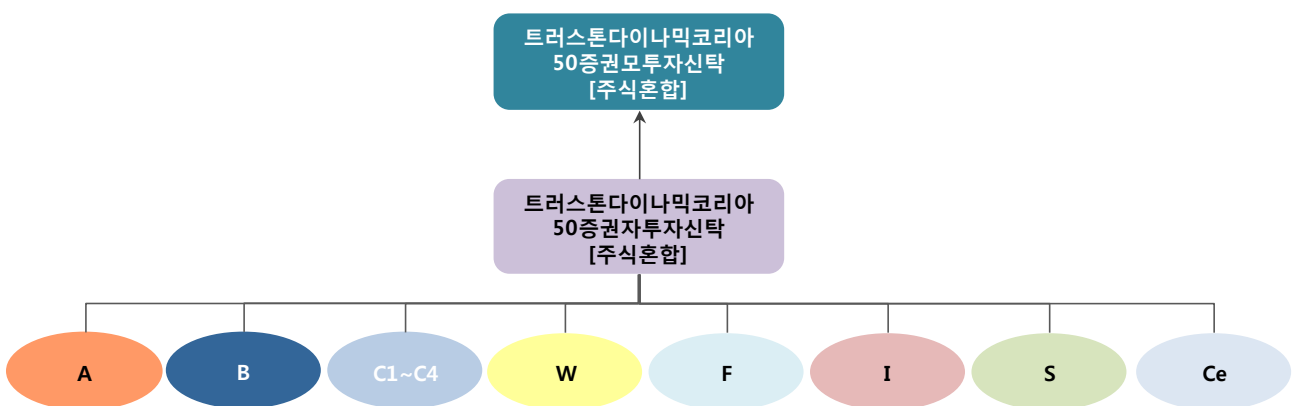 트러스톤다이나믹코리아
50증권모투자신탁
[주식혼합]
트러스톤다이나믹코리아
50증권자투자신탁
[주식혼합]
A
B
C1~C4
W
F
I
S
Ce